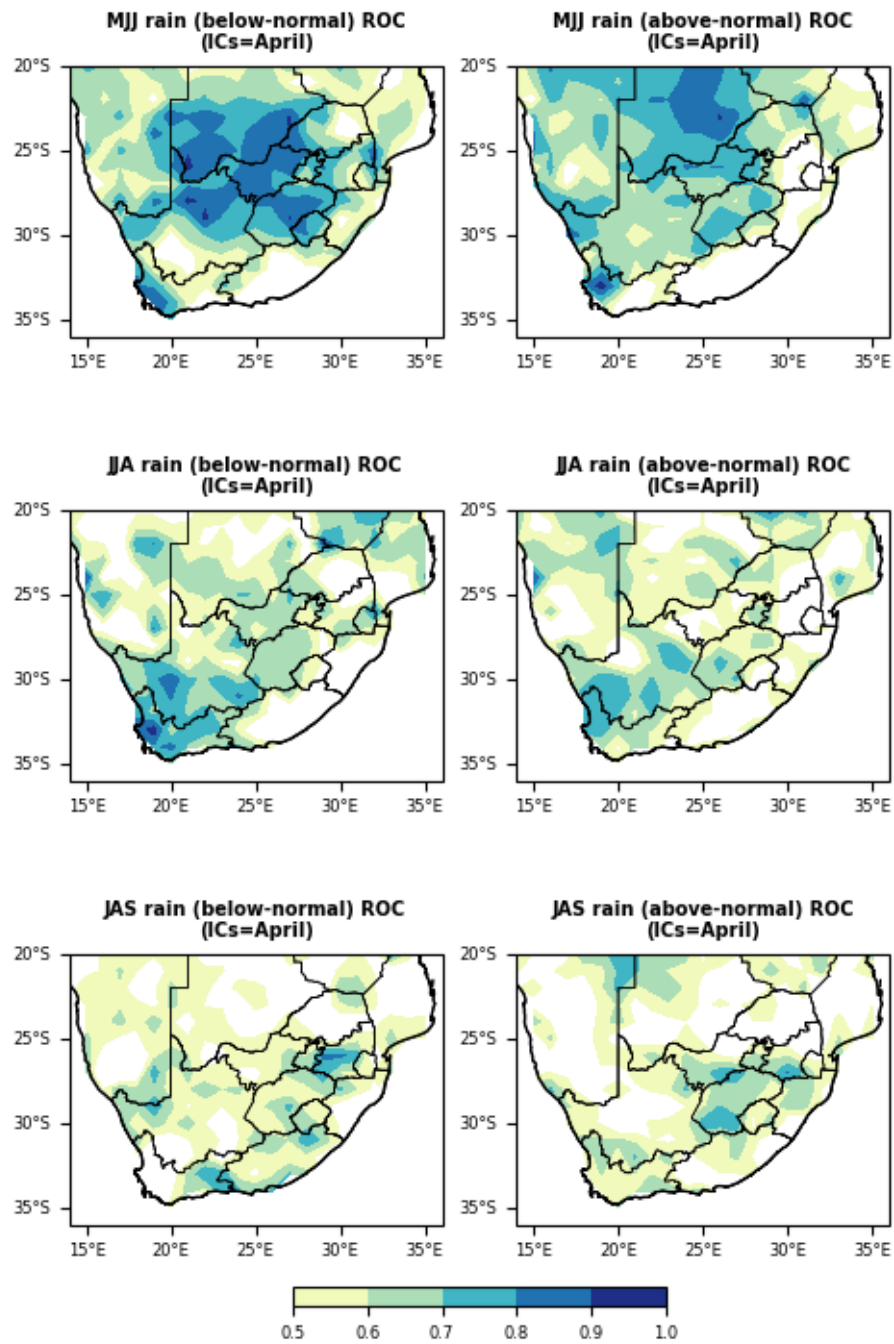 MJJ rain (below-normal) ROC
(ICs=April)
MJJ rain (above-normal) ROC
(ICs=April)
20°S
25°S
30°S
35°S
15°E 20°E 25°E 30°E 35°E
20°S
25°S
30°S
35°S
15°E 20°E 25°E 30°E 35°E
JJA rain (below-normal) ROC
(ICs=April)
JJA rain (above-normal) ROC
(ICs=April)
20°S
25°S
30°S
35°S
15°E 20°E 25°E 30°E 35°E
20°S
25°S
30°S
35°S
15°E 20°E 25°E 30°E 35°E
JAS rain (below-normal) ROC
(ICs=April)
JAS rain (above-normal) ROC
(ICs=April)
20°S
25°S
30°S
35°S
15°E 20°E 25°E 30°E 35°E
20°S
25°S
30°S
35°S
15°E 20°E 25°E 30°E 35°E
0.5 0.6 0.7 0.8 0.9 1.0